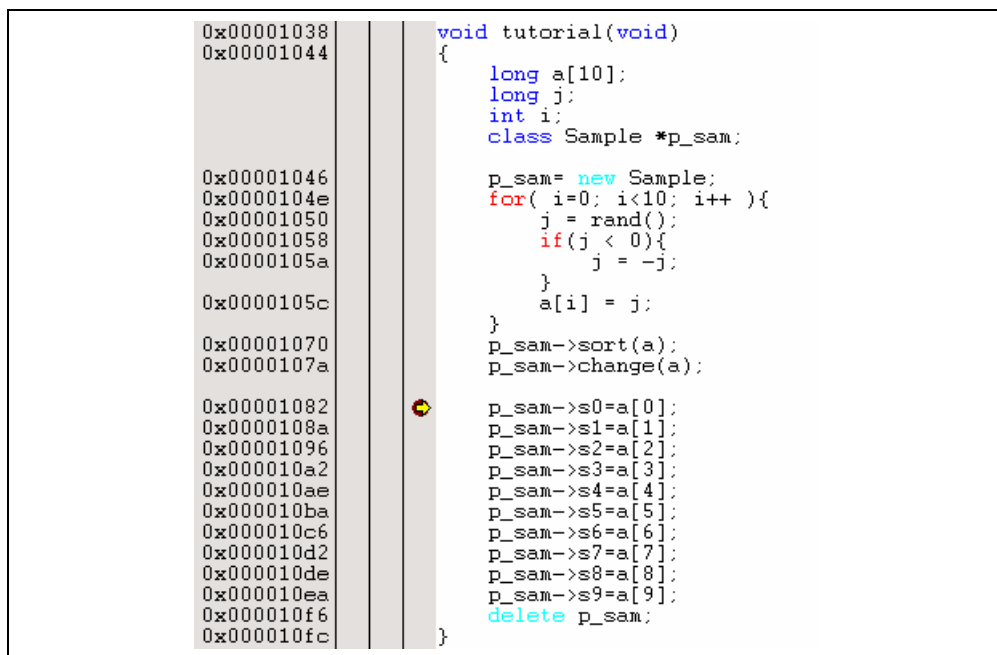 0x00001038 void tutorial(void)
0x00001044 {
long a[10];
long j;
int i;
class Sample *p_sam;
0x00001046 p_sam= new Sample;
0x0000104e for( i=0; i<10; i++ ){
0x00001050 j = rand();
0x00001058 if(j < 0){
0x0000105a j = -j;
}
0x0000105c a[i] = j;
}
0x00001070 p_sam->sort(a);
0x0000107a p_sam->change(a);
0x00001082 p_sam->s0=a[0];
0x0000108a p_sam->s1=a[1];
0x00001096 p_sam->s2=a[2];
0x000010a2 p_sam->s3=a[3];
0x000010ae p_sam->s4=a[4];
0x000010ba p_sam->s5=a[5];
0x000010c6 p_sam->s6=a[6];
0x000010d2 p_sam->s7=a[7];
0x000010de p_sam->s8=a[8];
0x000010ea p_sam->s9=a[9];
0x000010f6 delete p_sam;
0x000010fc }